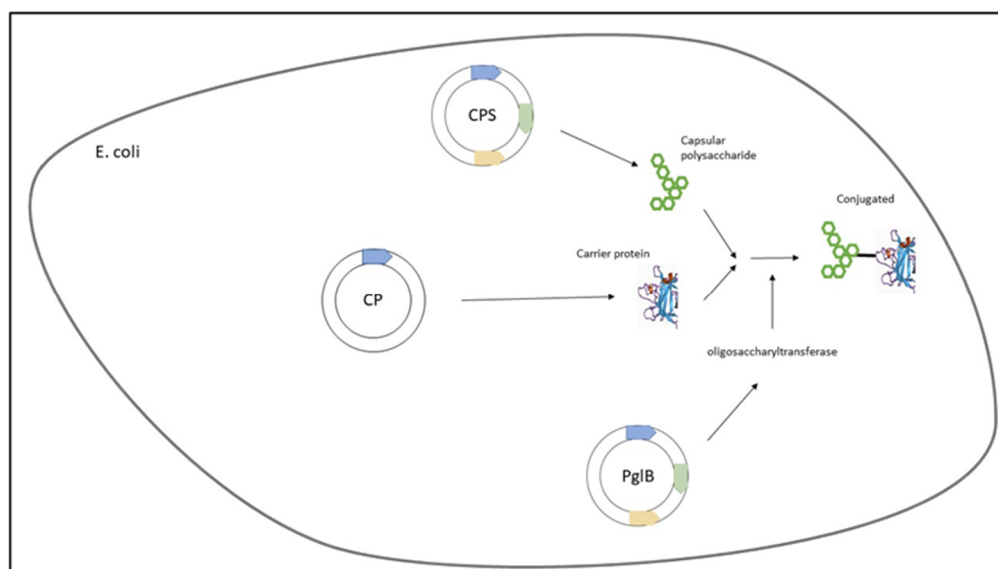 CPS
E. coli
Capsular
polysaccharide
Conjugated
Carrier protein
CP
oligosaccharyltransferase
PglB